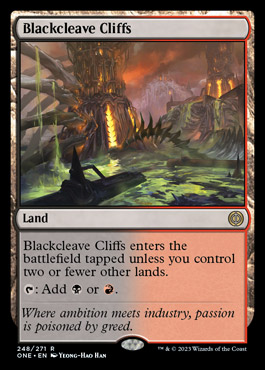 Blackcleave Cliffs
Land
Blackcleave Cliffs enters the
battlefield tapped unless you control
two or fewer other lands.
: Add or .
Where ambition meets industry, passion
is poisoned by greed.
248/271 R
ONE • EN Yeong-Hao Han
™ & © 2023 Wizards of the Coast